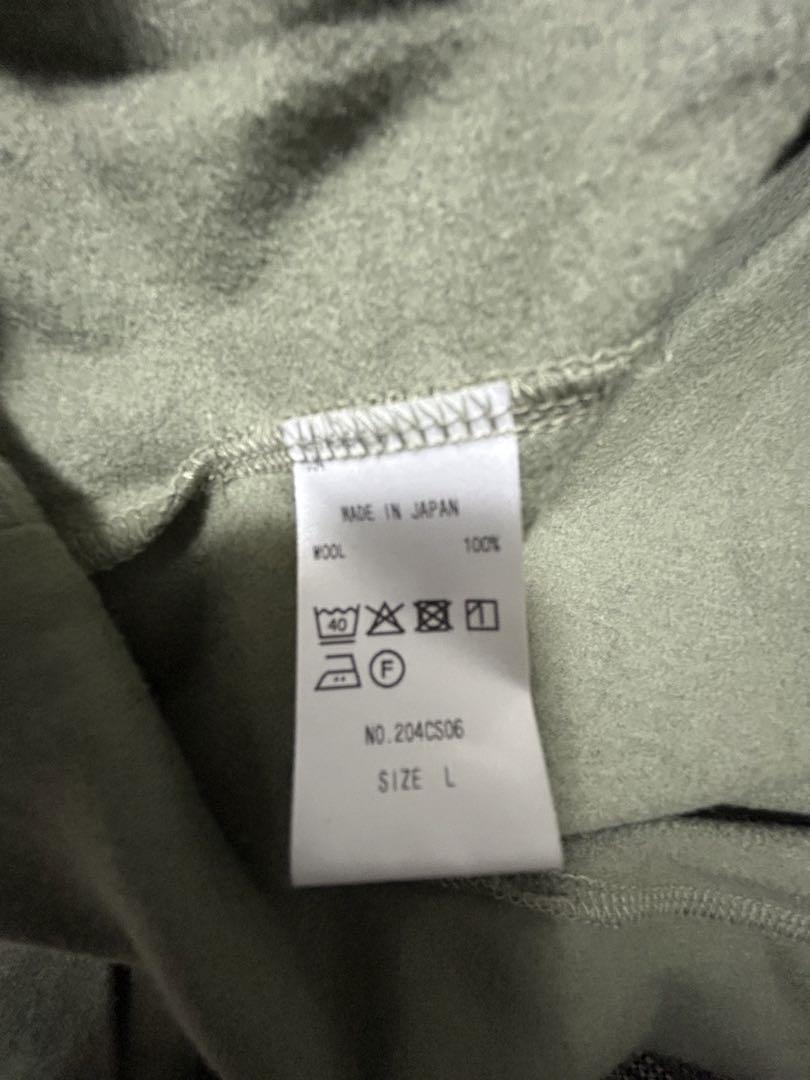 MADE IN JAPAN
WOOL 100%
40
F
NO.204CS06
SIZE L